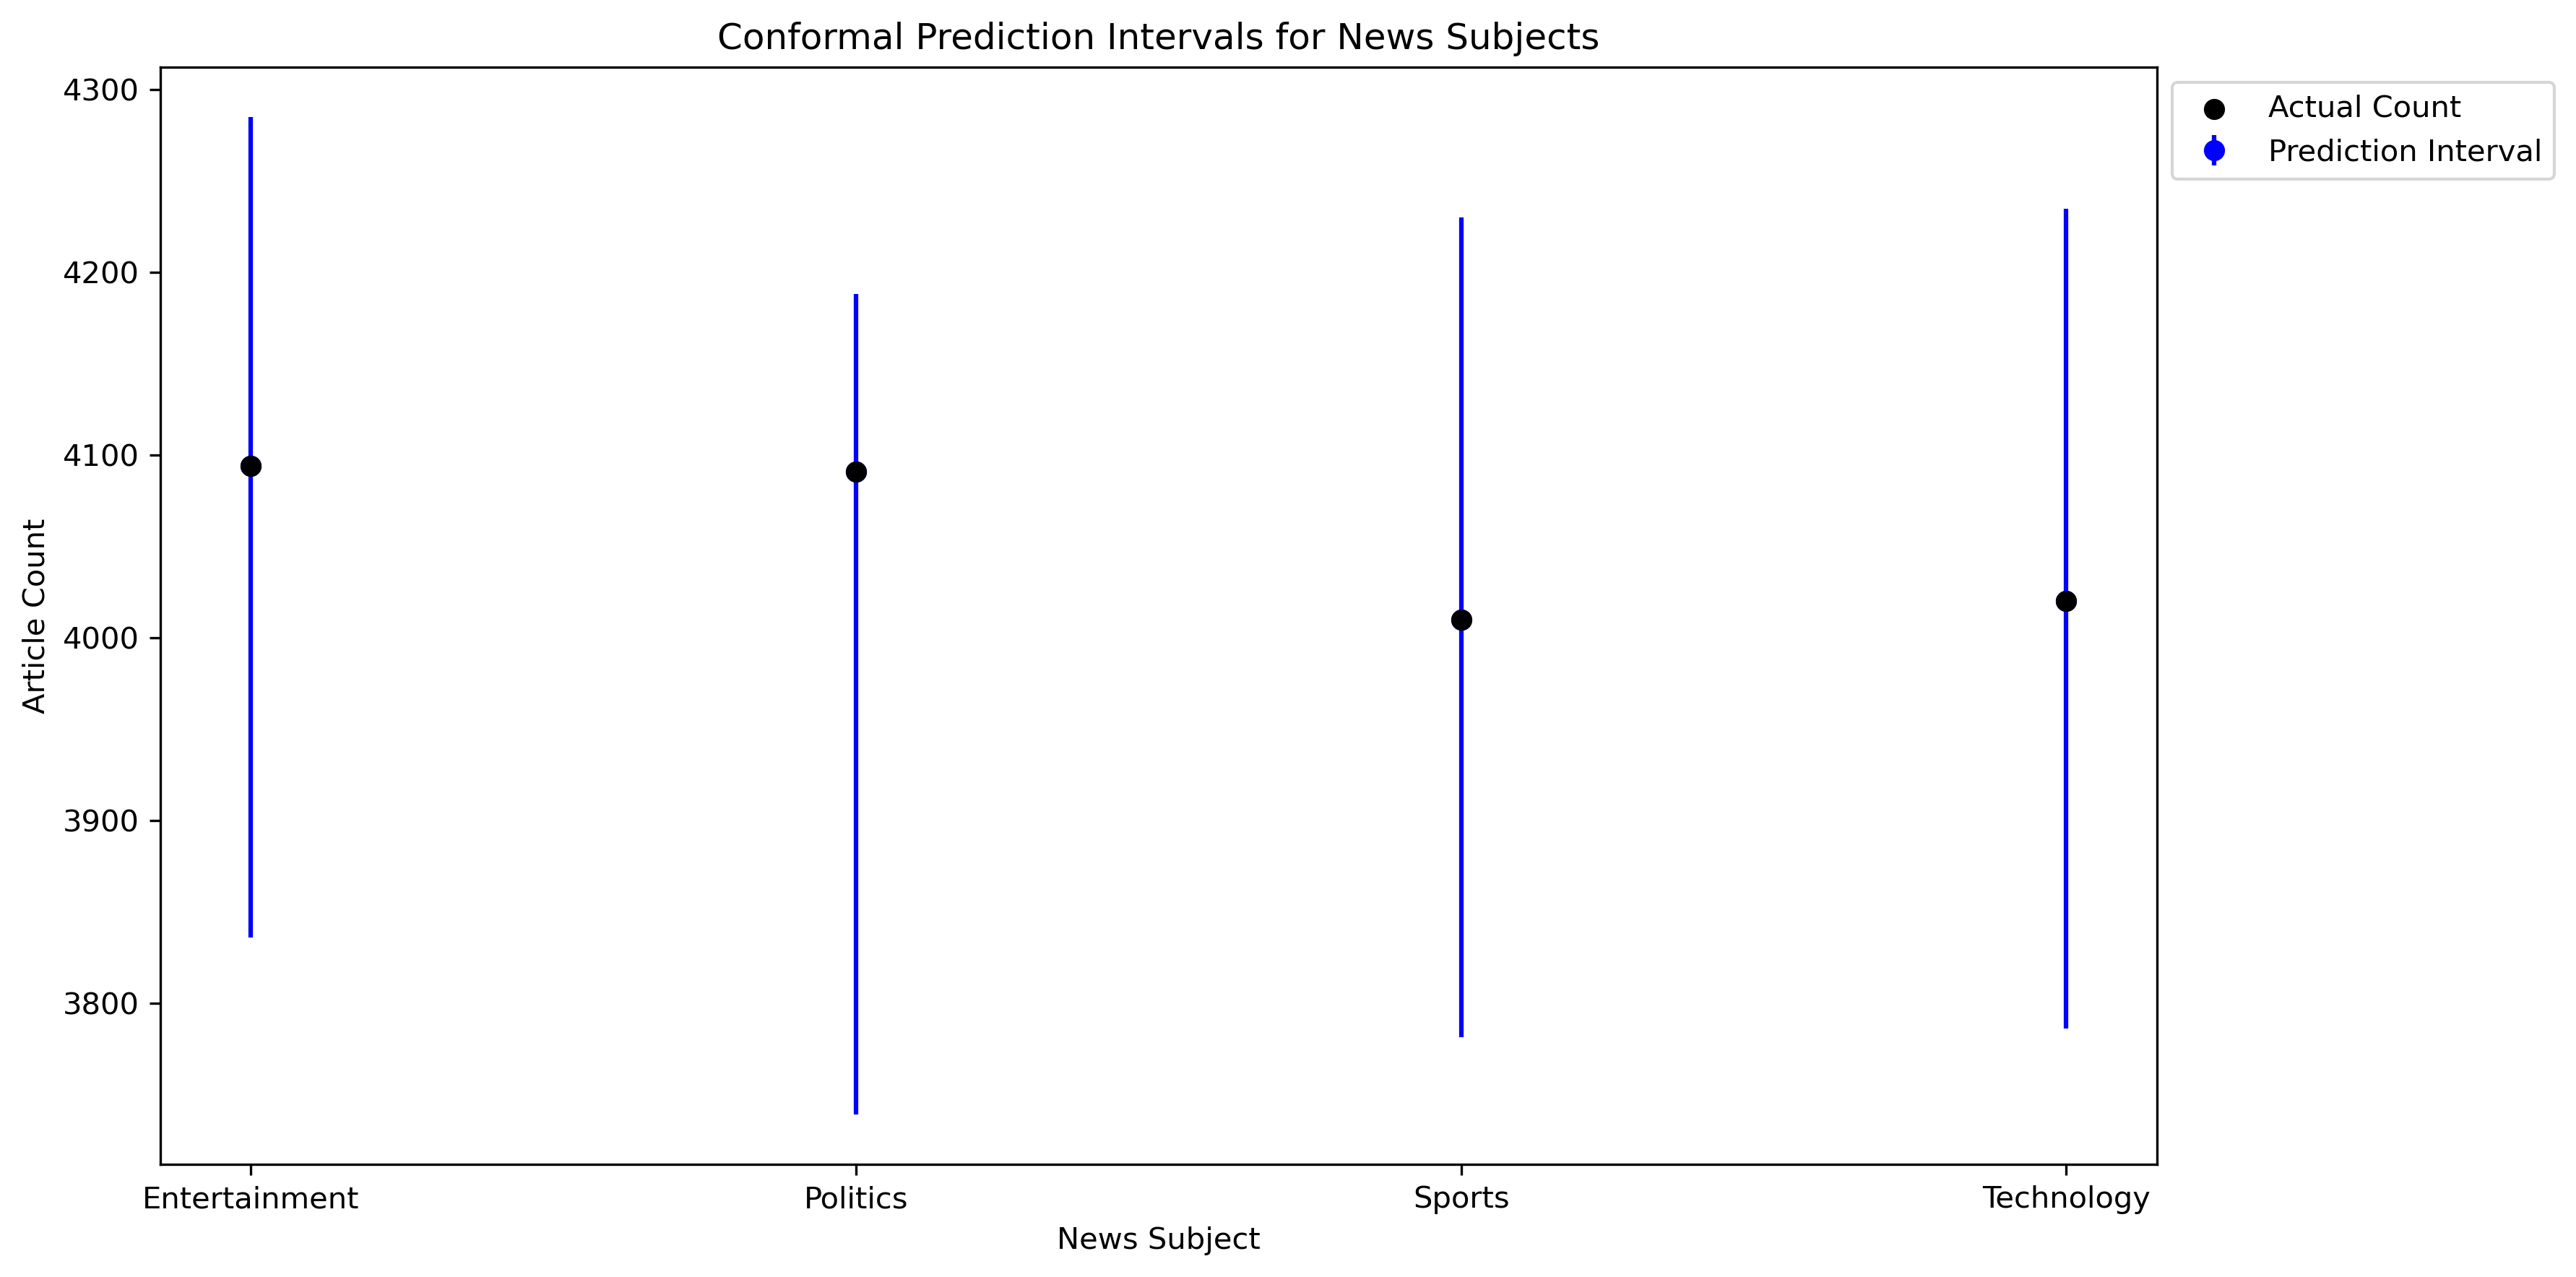 Conformal Prediction Intervals for News Subjects
4300
4200
4100
4000
3900
3800
Article Count
Entertainment
Politics
Sports
Technology
News Subject
Actual Count
Prediction Interval